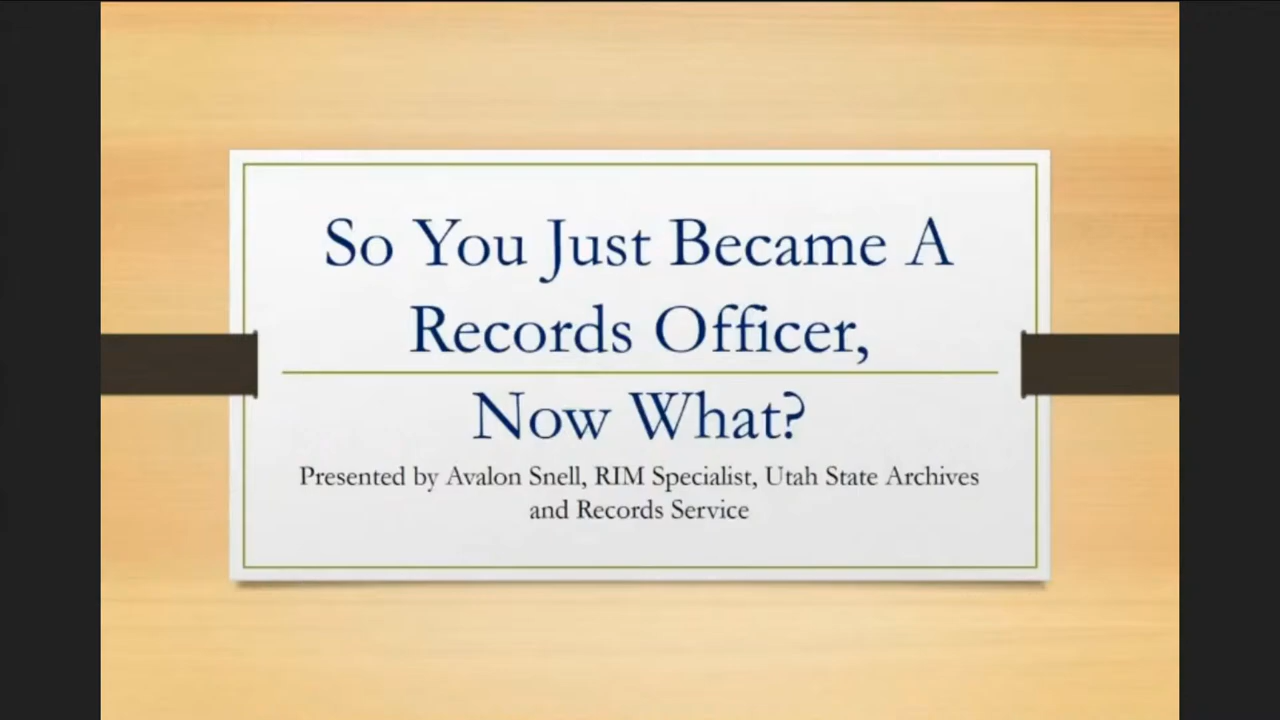 So You Just Became A
Records Officer,
Now What?
Presented by Avalon Snell, RIM Specialist, Utah State Archives
and Records Service